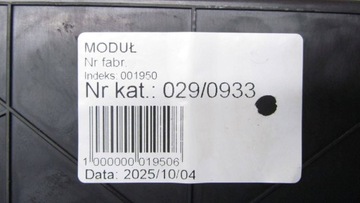 MODUŁ
Nr fabr.
Indeks: 001950
Nr kat.: 029/0933
1 000000 019506
Data: 2025/10/04